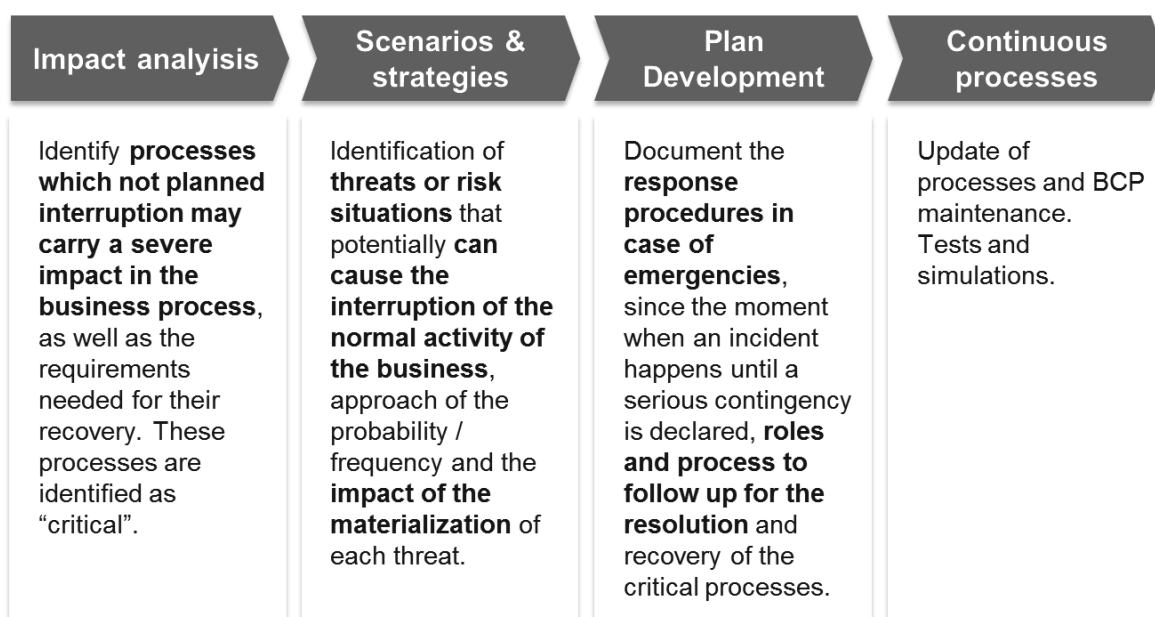 Impact analyisis
Identify processes
which not planned
interruption may
carry a severe
impact in the
business process,
as well as the
requirements
needed for their
recovery. These
processes are
identified as
“critical”.
Scenarios &
strategies
Identification of
threats or risk
situations that
potentially can
cause the
interruption of the
normal activity of
the business,
approach of the
probability /
frequency and the
impact of the
materialization of
each threat.
Plan
Development
Document the
response
procedures in
case of
emergencies,
since the moment
when an incident
happens until a
serious contingency
is declared, roles
and process to
follow up for the
resolution and
recovery of the
critical processes.
Continuous
processes
Update of
processes and BCP
maintenance.
Tests and
simulations.